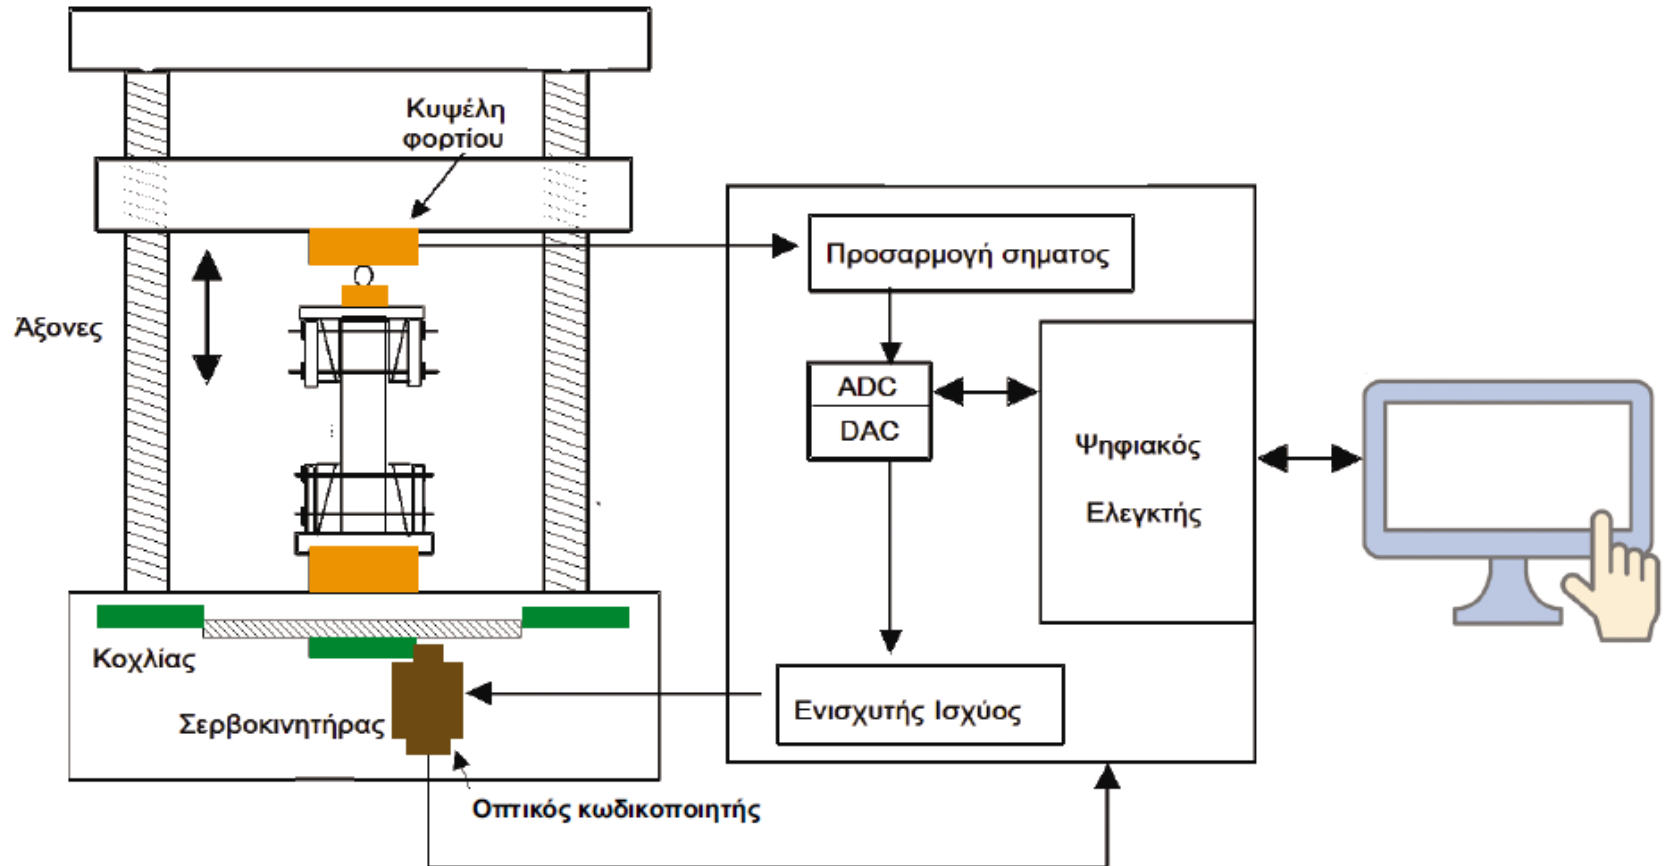 Κυψέλη
φορτίου
Προσαρμογή σηματος
Άξονες
ADC
DAC
Ψηφιακός
Ελεγκτής
Κοχλίας
Σερβοκινητήρας
Ενισχυτής Ισχύος
Οπτικός κωδικοποιητής